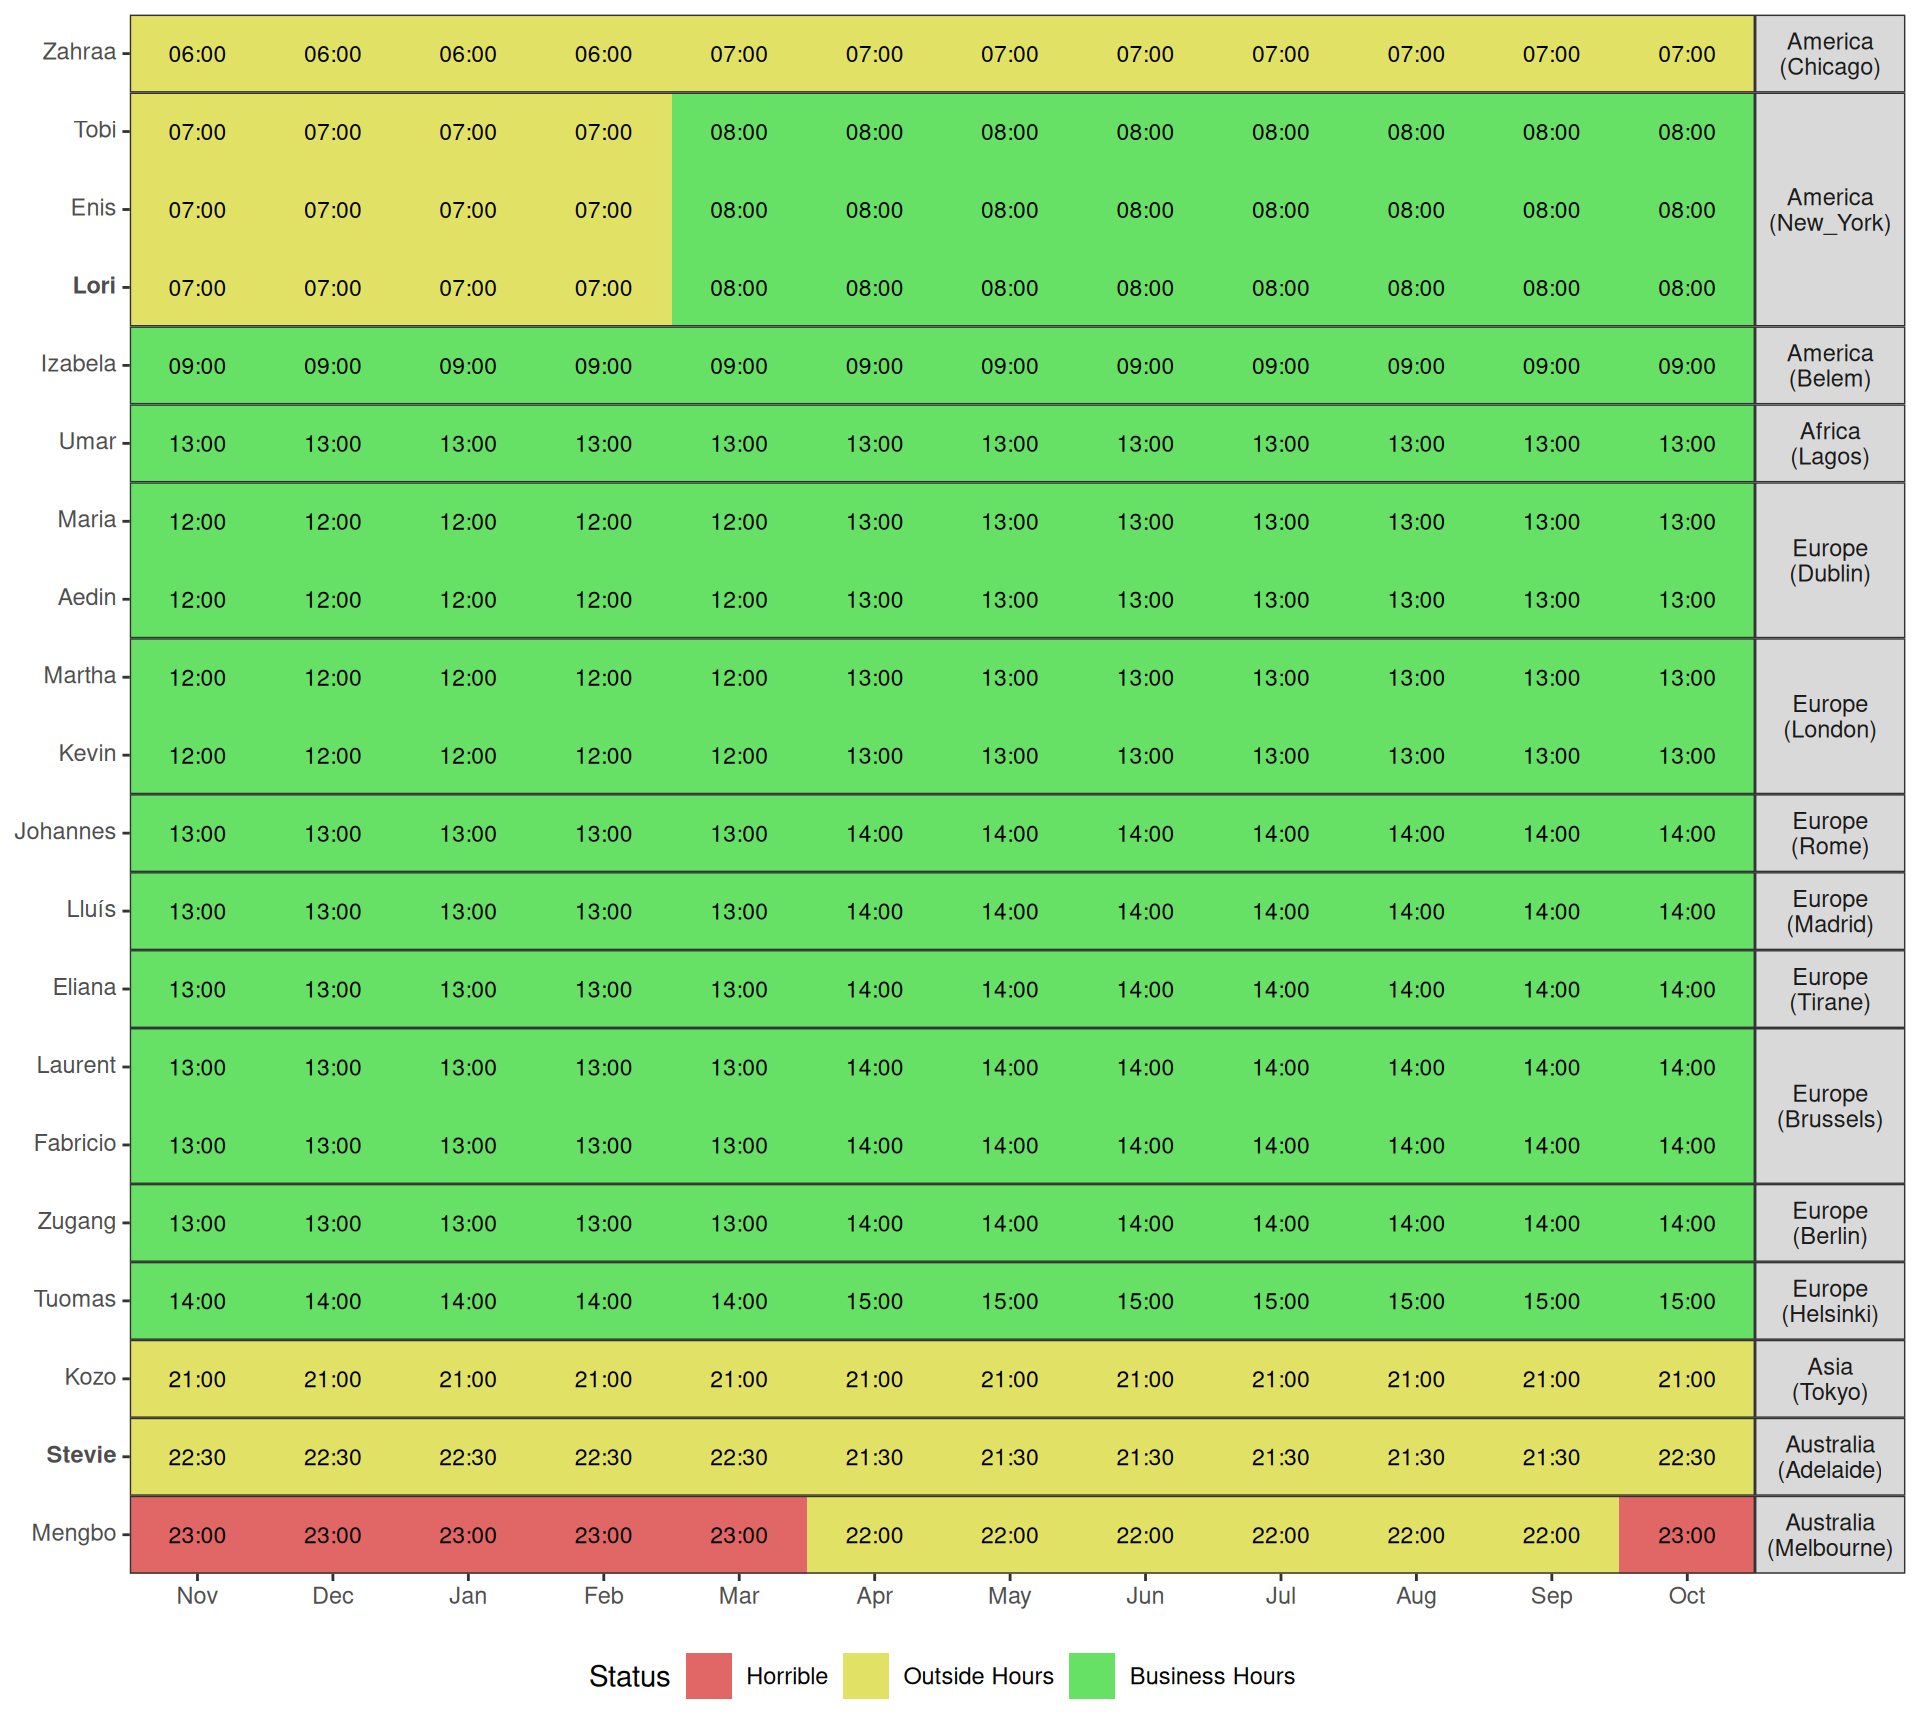 Zahraa 06:00 06:00 06:00 06:00 07:00 07:00 07:00 07:00 07:00 07:00 07:00 07:00 America
(Chicago)
Tobi 07:00 07:00 07:00 07:00 08:00 08:00 08:00 08:00 08:00 08:00 08:00 08:00
Enis 07:00 07:00 07:00 07:00 08:00 08:00 08:00 08:00 08:00 08:00 08:00 08:00 America
(New_York)
Lori 07:00 07:00 07:00 07:00 08:00 08:00 08:00 08:00 08:00 08:00 08:00 08:00
Izabela 09:00 09:00 09:00 09:00 09:00 09:00 09:00 09:00 09:00 09:00 09:00 09:00 America
(Belem)
Umar 13:00 13:00 13:00 13:00 13:00 13:00 13:00 13:00 13:00 13:00 13:00 13:00 Africa
(Lagos)
Maria 12:00 12:00 12:00 12:00 12:00 13:00 13:00 13:00 13:00 13:00 13:00 13:00
Europe
(Dublin)
Aedin 12:00 12:00 12:00 12:00 12:00 13:00 13:00 13:00 13:00 13:00 13:00 13:00
Martha 12:00 12:00 12:00 12:00 12:00 13:00 13:00 13:00 13:00 13:00 13:00 13:00
Europe
(London)
Kevin 12:00 12:00 12:00 12:00 12:00 13:00 13:00 13:00 13:00 13:00 13:00 13:00
Johannes 13:00 13:00 13:00 13:00 13:00 14:00 14:00 14:00 14:00 14:00 14:00 14:00 Europe
(Rome)
Lluís 13:00 13:00 13:00 13:00 13:00 14:00 14:00 14:00 14:00 14:00 14:00 14:00 Europe
(Madrid)
Eliana 13:00 13:00 13:00 13:00 13:00 14:00 14:00 14:00 14:00 14:00 14:00 14:00 Europe
(Tirane)
Laurent 13:00 13:00 13:00 13:00 13:00 14:00 14:00 14:00 14:00 14:00 14:00 14:00
Europe
(Brussels)
Fabricio 13:00 13:00 13:00 13:00 13:00 14:00 14:00 14:00 14:00 14:00 14:00 14:00
Zugang 13:00 13:00 13:00 13:00 13:00 14:00 14:00 14:00 14:00 14:00 14:00 14:00 Europe
(Berlin)
Tuomas 14:00 14:00 14:00 14:00 14:00 15:00 15:00 15:00 15:00 15:00 15:00 15:00 Europe
(Helsinki)
Kozo 21:00 21:00 21:00 21:00 21:00 21:00 21:00 21:00 21:00 21:00 21:00 21:00 Asia
(Tokyo)
Stevie 22:30 22:30 22:30 22:30 22:30 21:30 21:30 21:30 21:30 21:30 21:30 22:30 Australia
(Adelaide)
Mengbo 23:00 23:00 23:00 23:00 23:00 22:00 22:00 22:00 22:00 22:00 22:00 23:00 Australia
(Melbourne)
Nov Dec Jan Feb Mar Apr May Jun Jul Aug Sep Oct
Status Horrible Outside Hours Business Hours